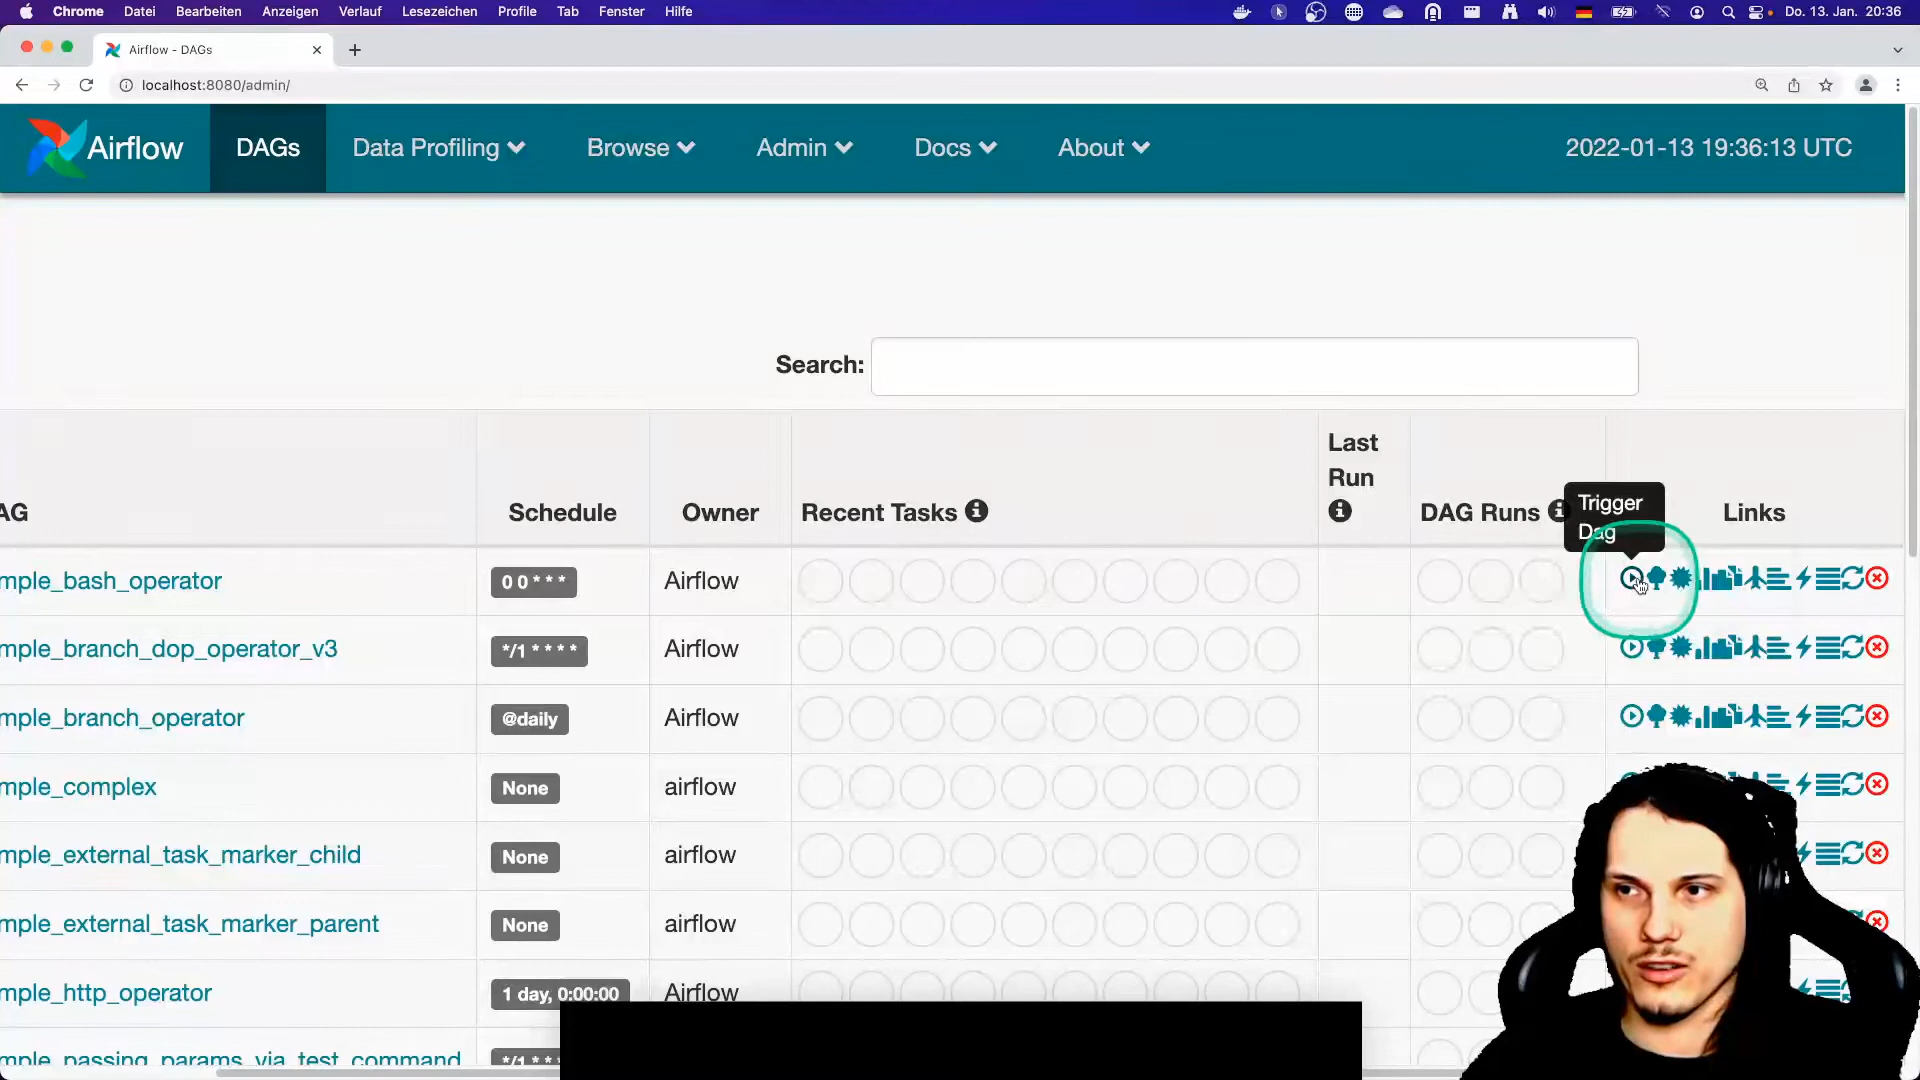 Chrome Datei Bearbeiten Anzeigen Verlauf Lesezeichen Profile Tab Fenster Hilfe Do. 13. Jan. 20:36
Airflow - DAGs
localhost:8080/admin/
Airflow DAGs Data Profiling Browse Admin Docs About 2022-01-13 19:36:13 UTC
Search:
AG Schedule Owner Recent Tasks Last Run DAG Runs Links
Trigger
Dag
mple_bash_operator 0 0 * * * Airflow
mple_branch_dop_operator_v3 */1 * * * * Airflow
mple_branch_operator @daily Airflow
mple_complex None airflow
mple_external_task_marker_child None airflow
mple_external_task_marker_parent None airflow
mple_http_operator 1 day, 0:00:00 Airflow
mple_passing_params_via_test_command */1 * * *